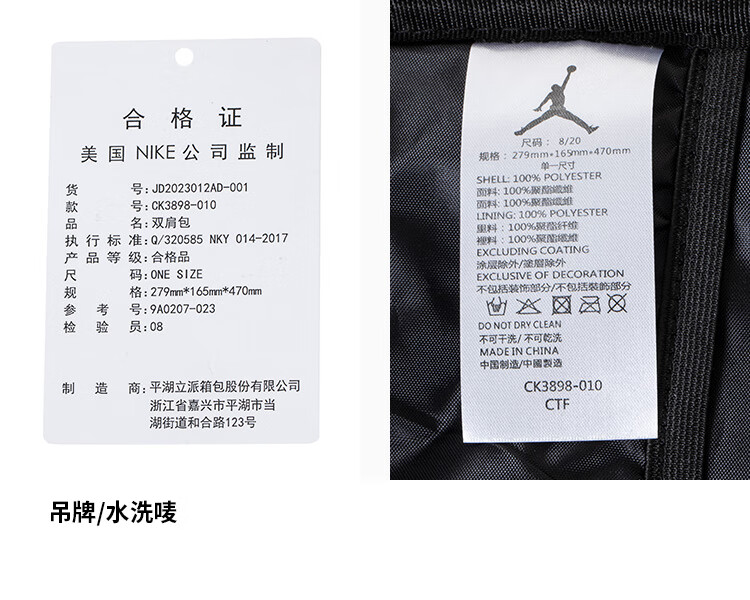 合格证
美国NIKE公司监制
货号:JD2023012AD-001
款号:CK3898-010
品名:双肩包
执行标准:Q/320585 NKY 014-2017
产品等级:合格品
尺码:ONE SIZE
规格:279mm*165mm*470mm
参考号:9A0207-023
检验员:08
制造商:平湖立派箱包股份有限公司
浙江省嘉兴市平湖市当
湖街道和合路123号
尺码: 8/20
规格: 279mm*165mm*470mm
单一尺寸
SHELL: 100% POLYESTER
面料: 100%聚酯纖維
面料: 100%聚酯纤维
LINING: 100% POLYESTER
里料: 100%聚酯纤维
裡料: 100%聚酯纖維
EXCLUDING COATING
涂层除外/塗層除外
EXCLUSIVE OF DECORATION
不包括装饰部分/不包括裝飾部分
DO NOT DRY CLEAN
不可干洗/ 不可乾洗
MADE IN CHINA
中国制造/中國製造
CK3898-010
CTF
吊牌/水洗唛